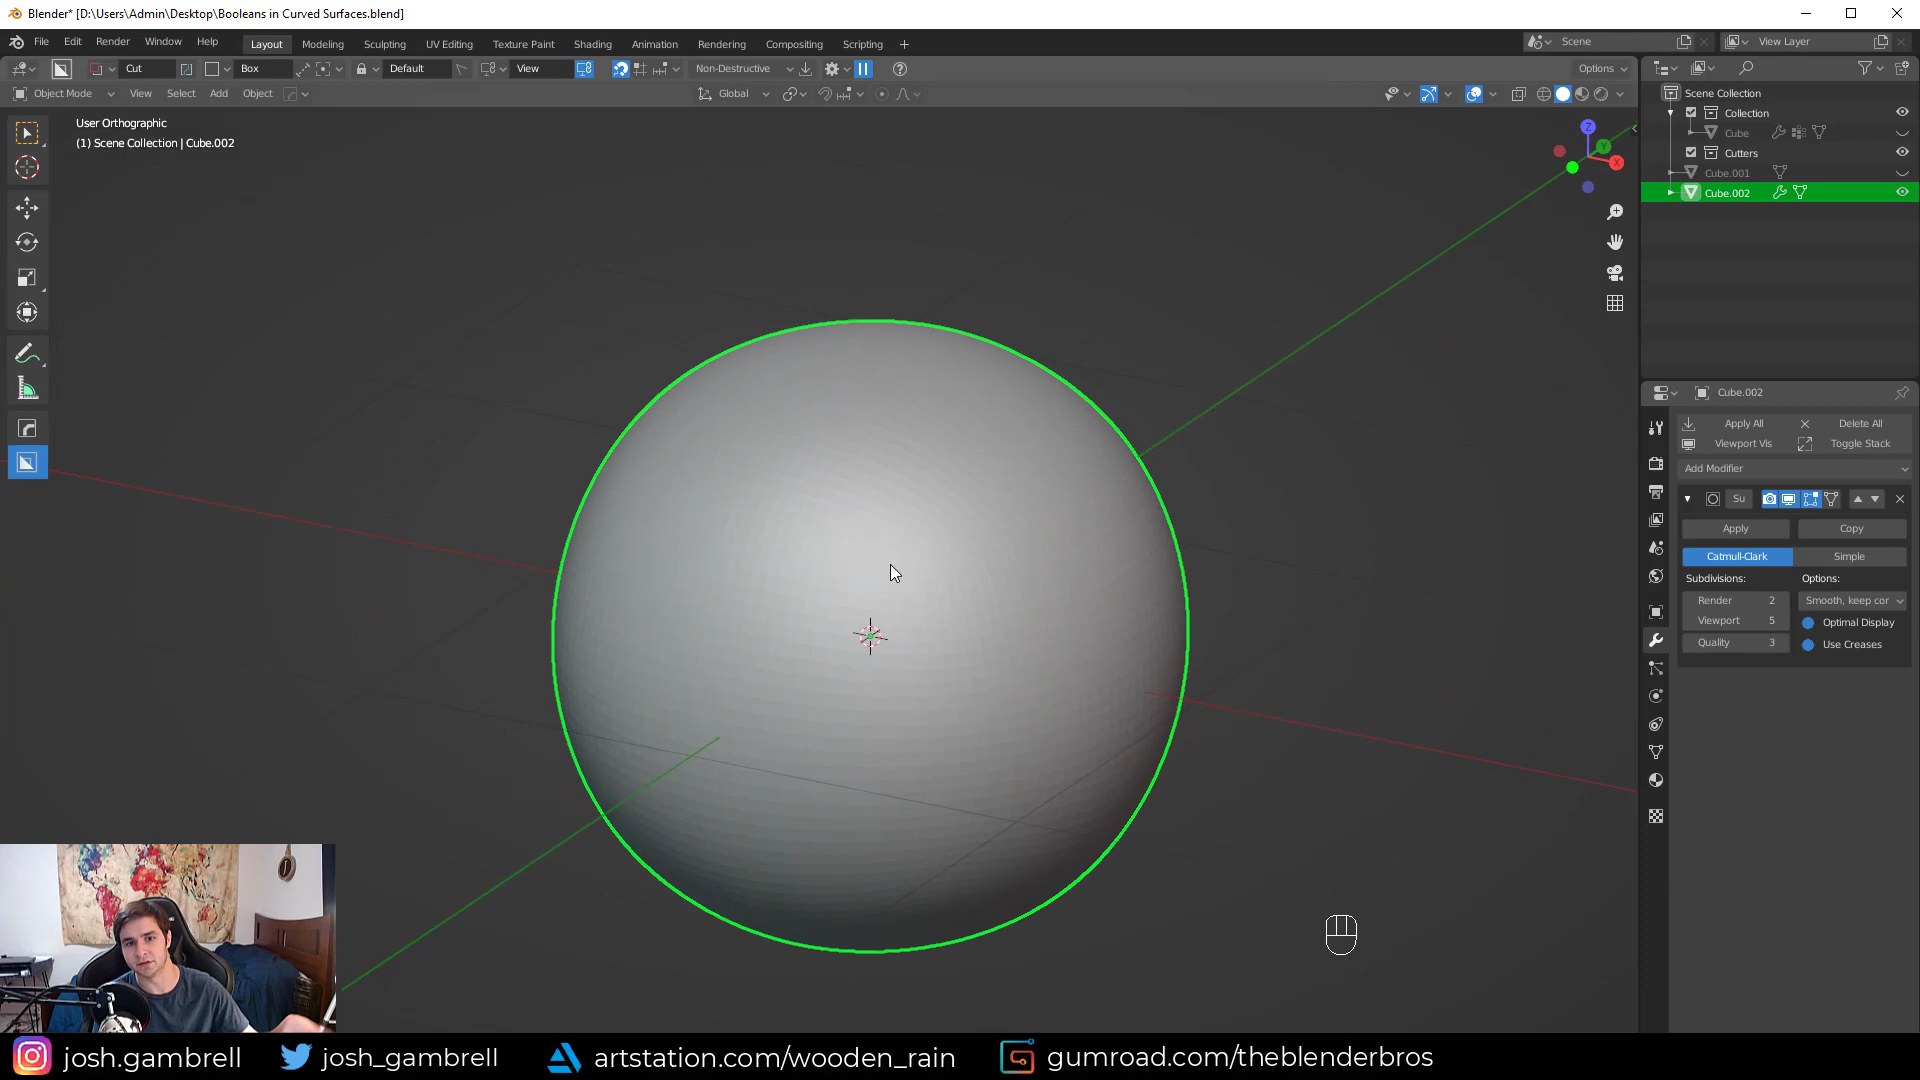 Blender* [D:\Users\Admin\Desktop\Booleans in Curved Surfaces.blend]
File Edit Render Window Help Layout Modeling Sculpting UV Editing Texture Paint Shading Animation Rendering Compositing Scripting + Scene View Layer
Cut Box Default View Non-Destructive Options
Object Mode View Select Add Object Global
User Orthographic
(1) Scene Collection | Cube.002
Z
Y
X
Scene Collection
Collection
Cube
Cutters
Cube.001
Cube.002
Cube.002
Apply All Delete All
Viewport Vis Toggle Stack
Add Modifier
Su
Apply Copy
Catmull-Clark Simple
Subdivisions: Options:
Render 2 Smooth, keep cor
Viewport 5 Optimal Display
Quality 3 Use Creases
josh.gambrell josh_gambrell artstation.com/wooden_rain gumroad.com/theblenderbros